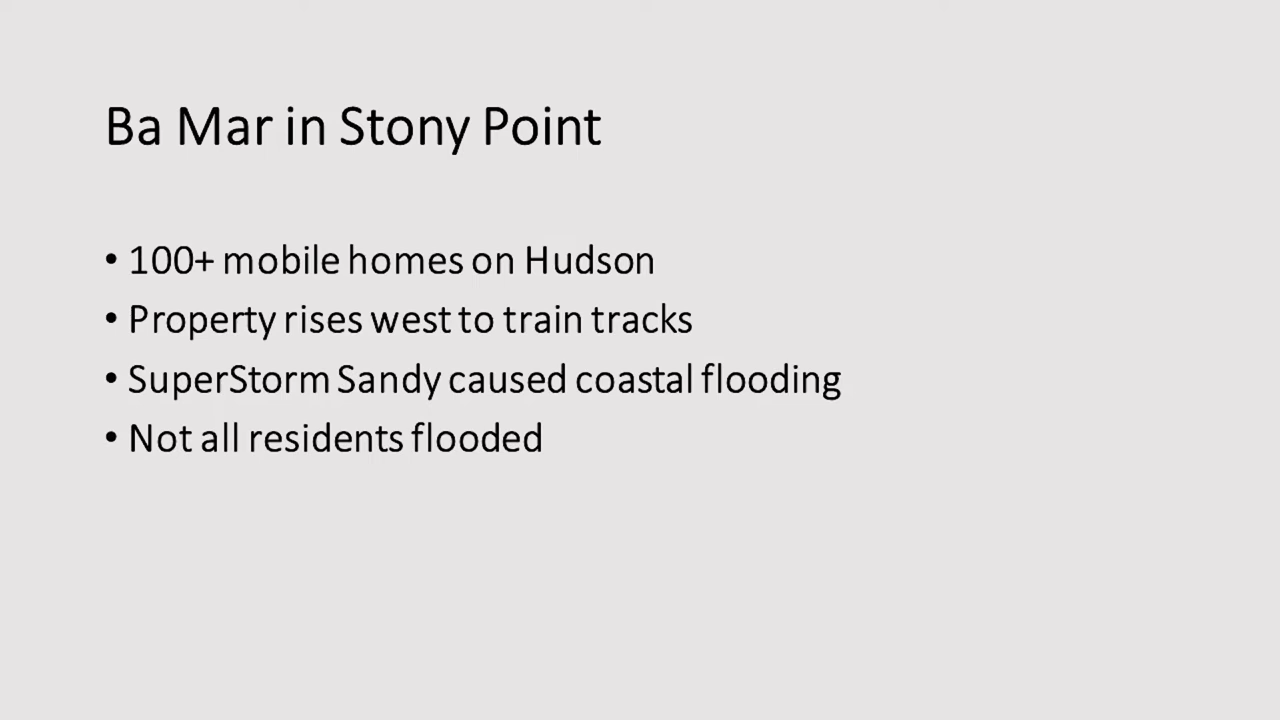 Ba Mar in Stony Point
• 100+ mobile homes on Hudson
• Property rises west to train tracks
• SuperStorm Sandy caused coastal flooding
• Not all residents flooded